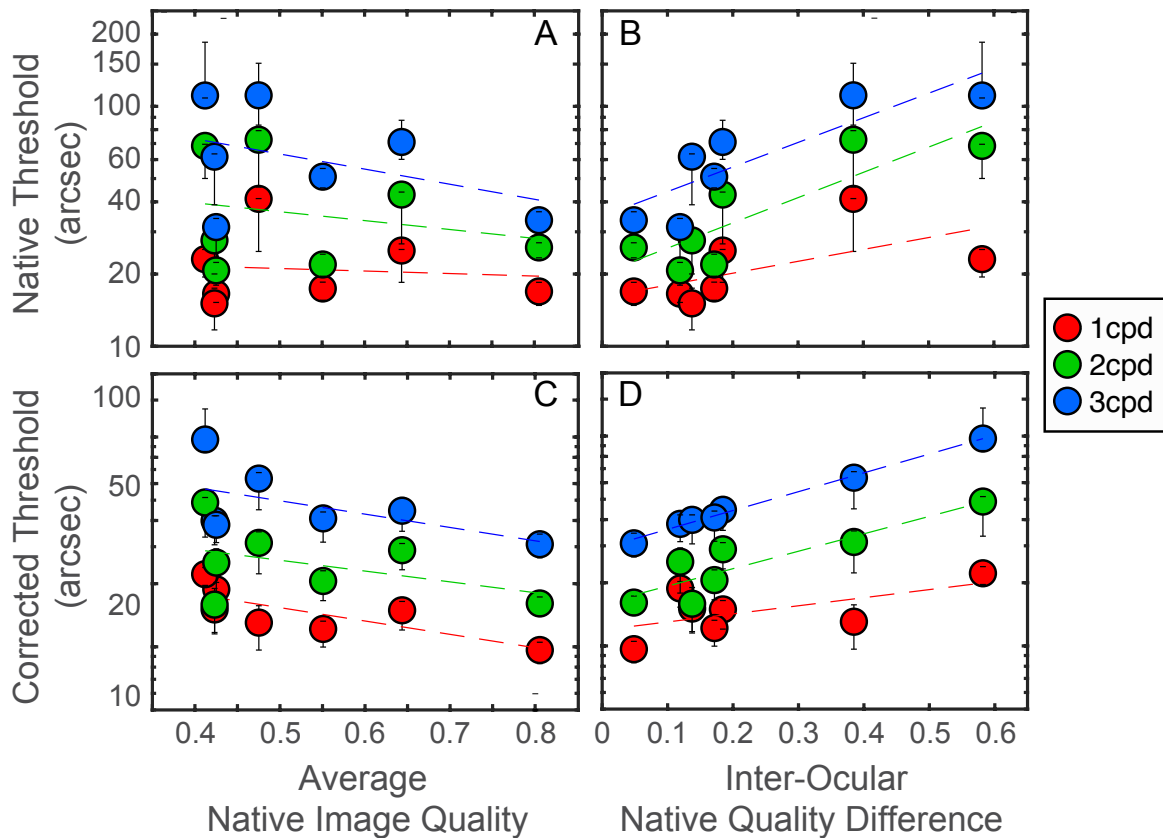 A
B
200
150
100
60
40
20
10
Native Threshold
(arcsec)
1cpd
2cpd
3cpd
C
D
100
50
20
10
Corrected Threshold
(arcsec)
0.4 0.5 0.6 0.7 0.8
0 0.1 0.2 0.3 0.4 0.5 0.6
Average
Native Image Quality
Inter-Ocular
Native Quality Difference